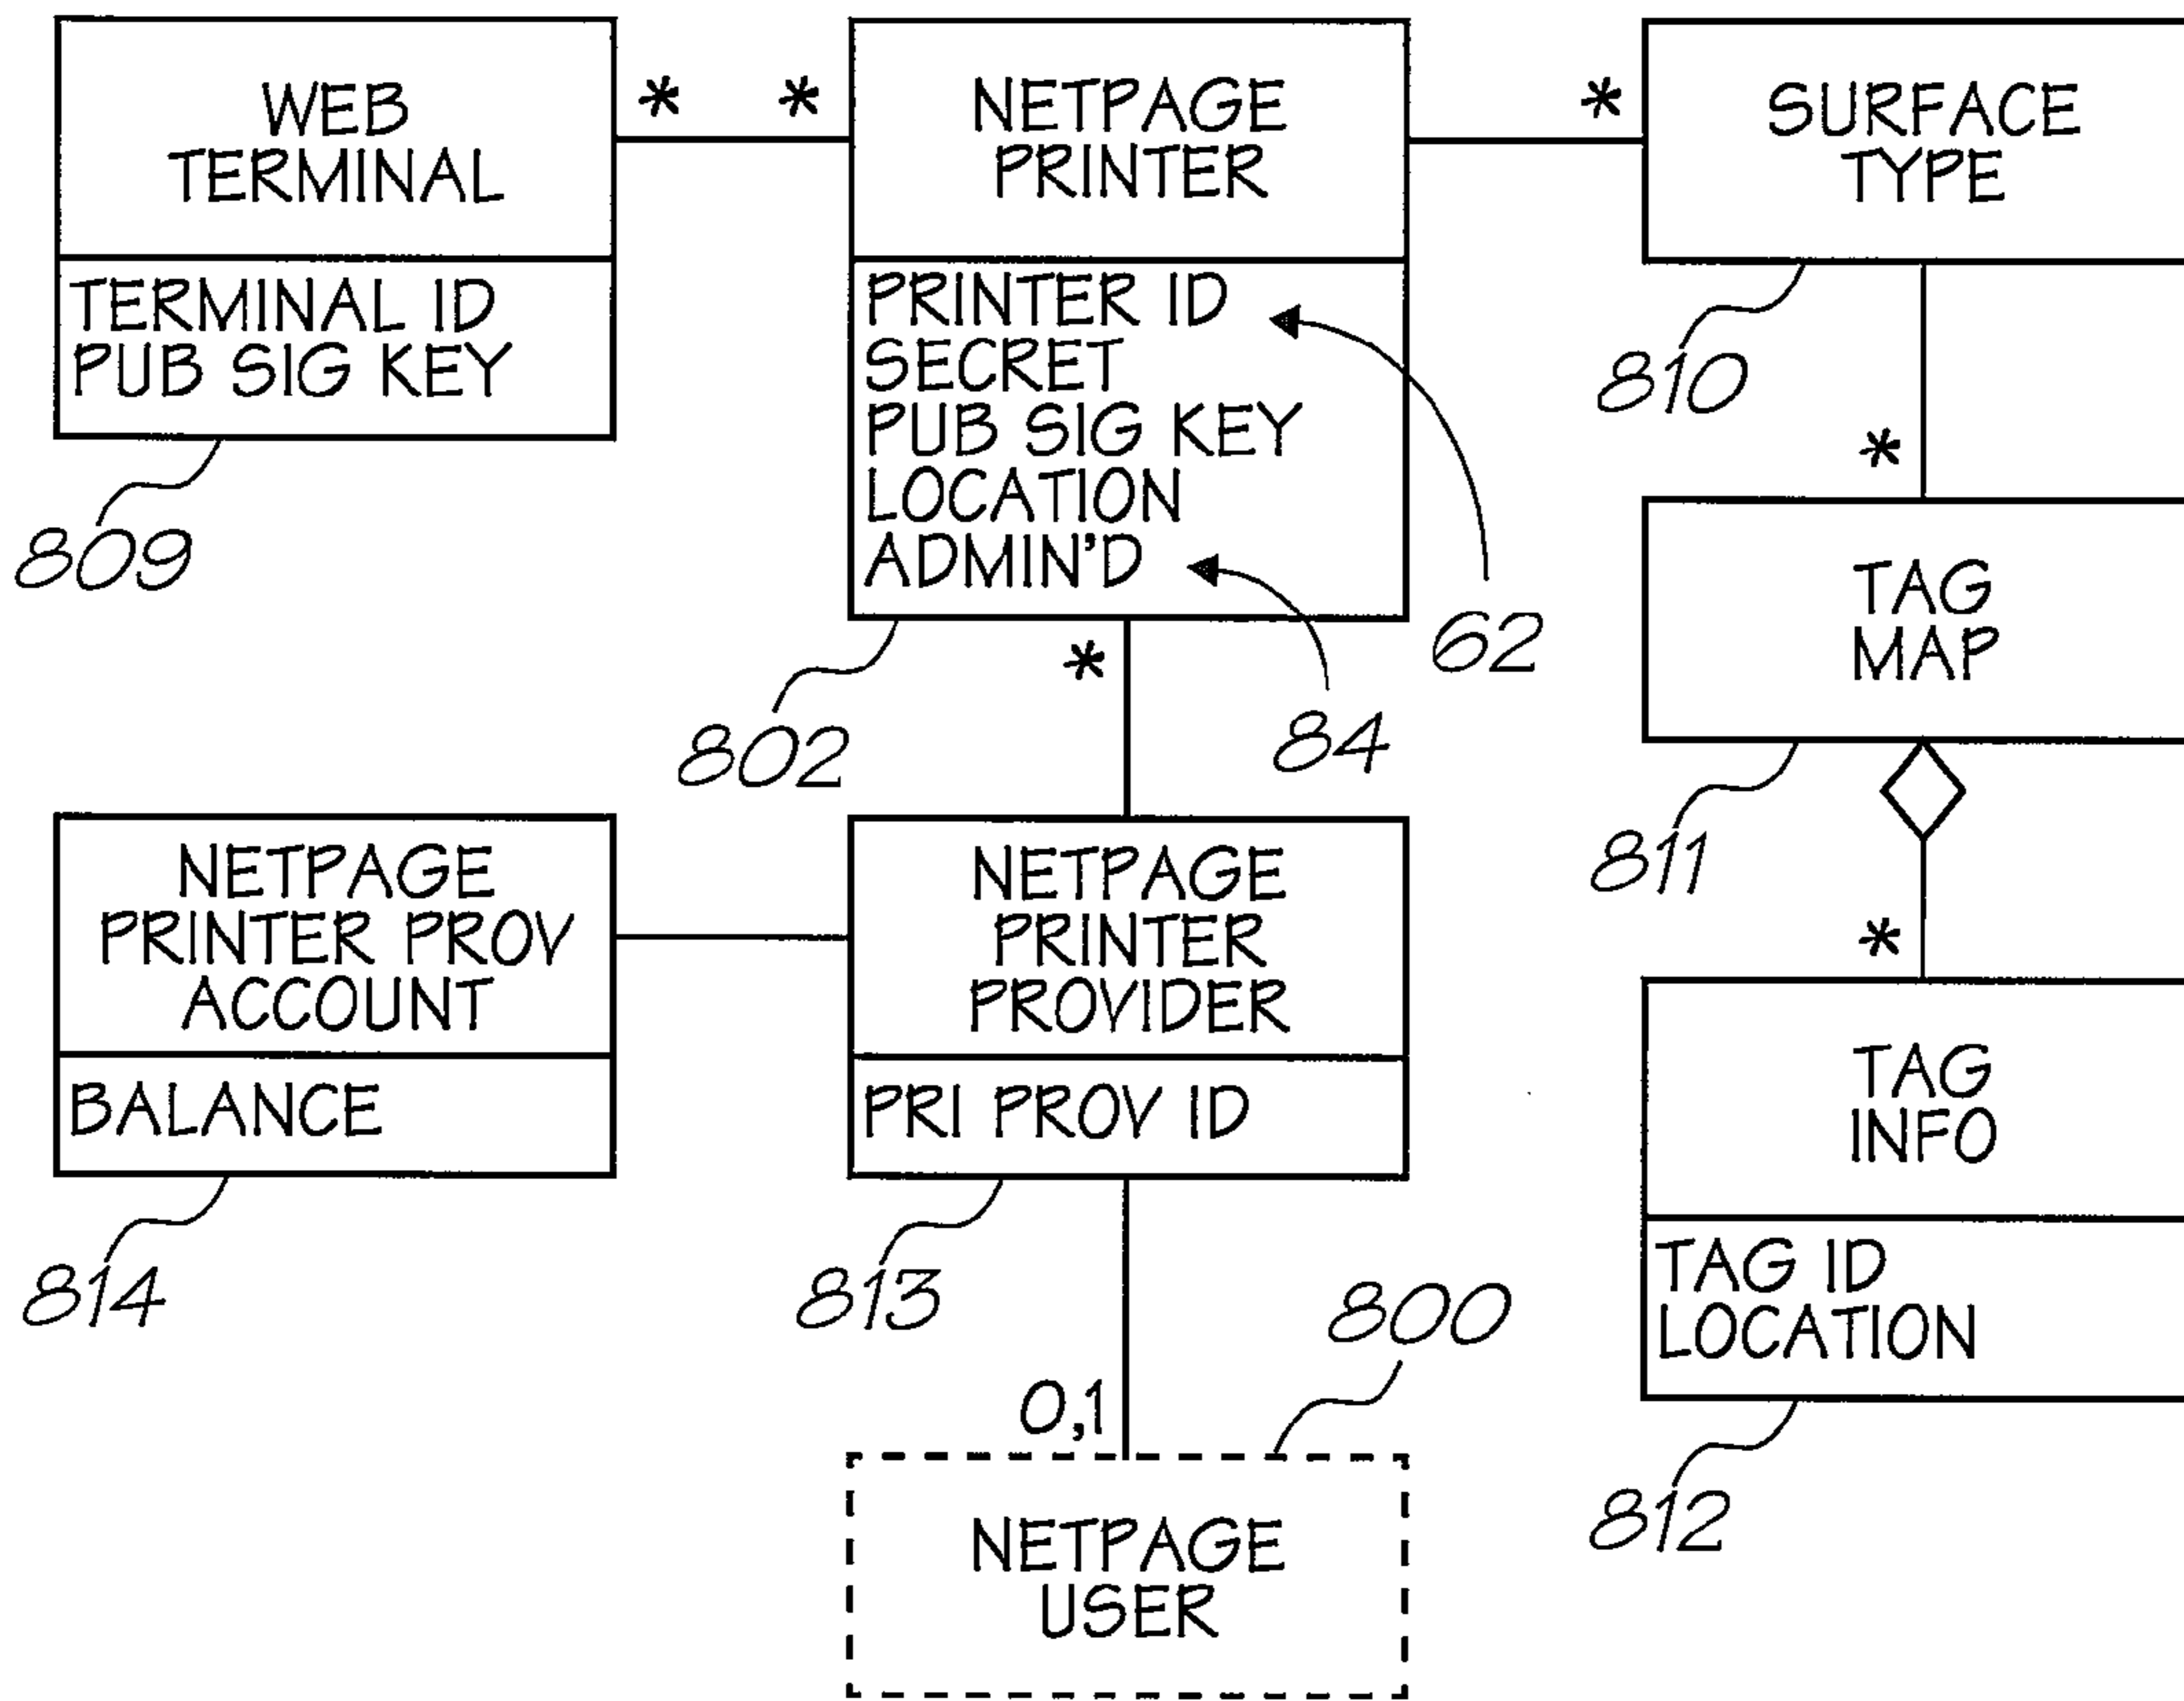 WEB
TERMINAL
TERMINAL ID
PUB SIG KEY
809
*
*
NETPAGE
PRINTER
PRINTER ID
SECRET
PUB SIG KEY
LOCATION
ADMIN'D
62
84
802
*
*
SURFACE
TYPE
810
*
TAG
MAP
811
*
TAG
INFO
TAG ID
LOCATION
812
NETPAGE
PRINTER PROV
ACCOUNT
BALANCE
814
NETPAGE
PRINTER
PROVIDER
PRI PROV ID
813
800
0,1
NETPAGE
USER